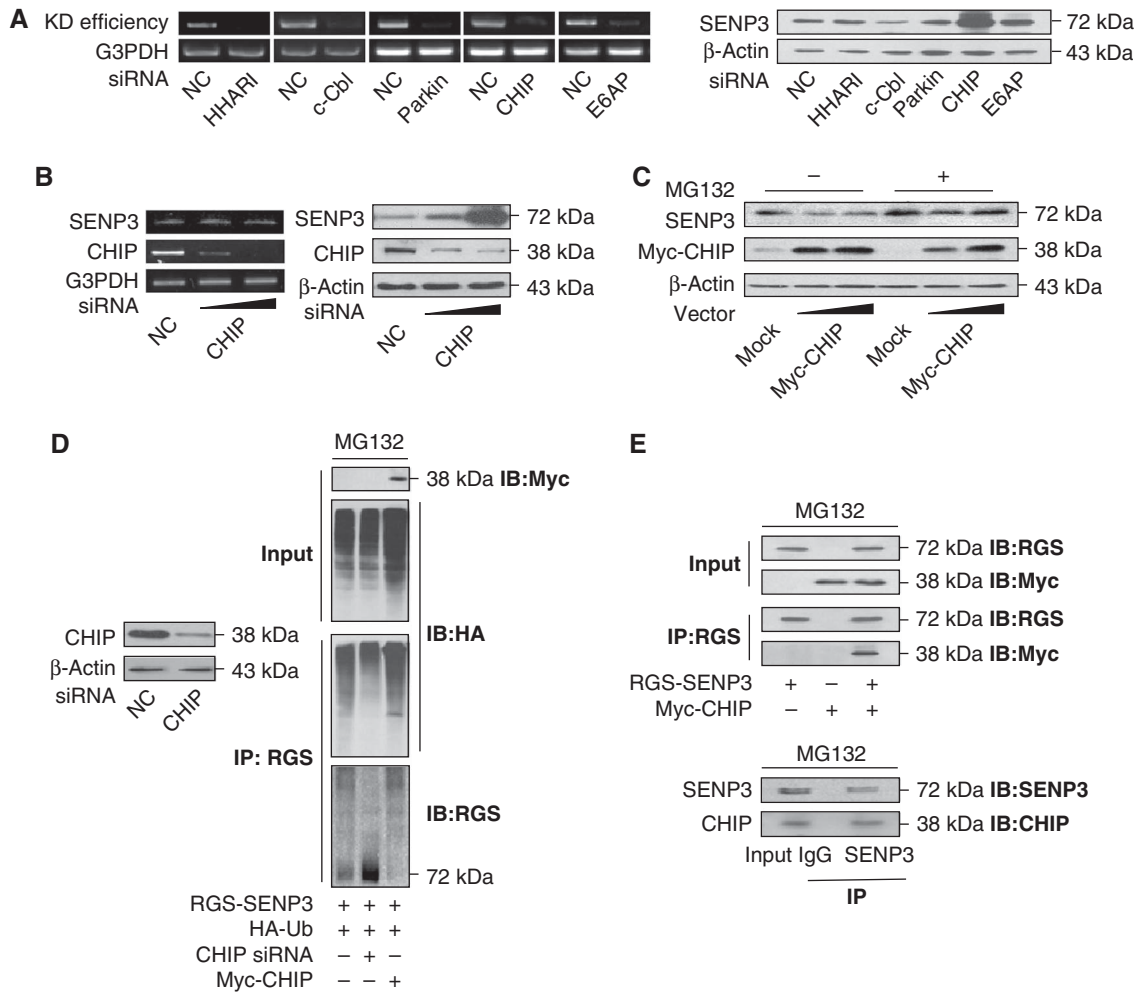 A
KD efficiency
G3PDH
siRNA
NC HHARI NC c-Cbl NC Parkin NC CHIP NC E6AP
SENP3 72 kDa
β-Actin 43 kDa
siRNA
NC HHARI c-Cbl Parkin CHIP E6AP
B
SENP3
CHIP
G3PDH
siRNA
NC CHIP
SENP3 72 kDa
CHIP 38 kDa
β-Actin 43 kDa
siRNA
NC CHIP
C
MG132 – +
SENP3 72 kDa
Myc-CHIP 38 kDa
β-Actin 43 kDa
Vector
Mock Myc-CHIP Mock Myc-CHIP
D
CHIP 38 kDa
β-Actin 43 kDa
siRNA
NC CHIP
MG132
38 kDa IB:Myc
Input
IB:HA
IP: RGS
IB:RGS
72 kDa
RGS-SENP3 + + +
HA-Ub + + +
CHIP siRNA – + –
Myc-CHIP – – +
E
MG132
Input
72 kDa IB:RGS
38 kDa IB:Myc
IP:RGS
72 kDa IB:RGS
38 kDa IB:Myc
RGS-SENP3 + – +
Myc-CHIP – + +
MG132
SENP3 72 kDa IB:SENP3
CHIP 38 kDa IB:CHIP
Input IgG SENP3
IP